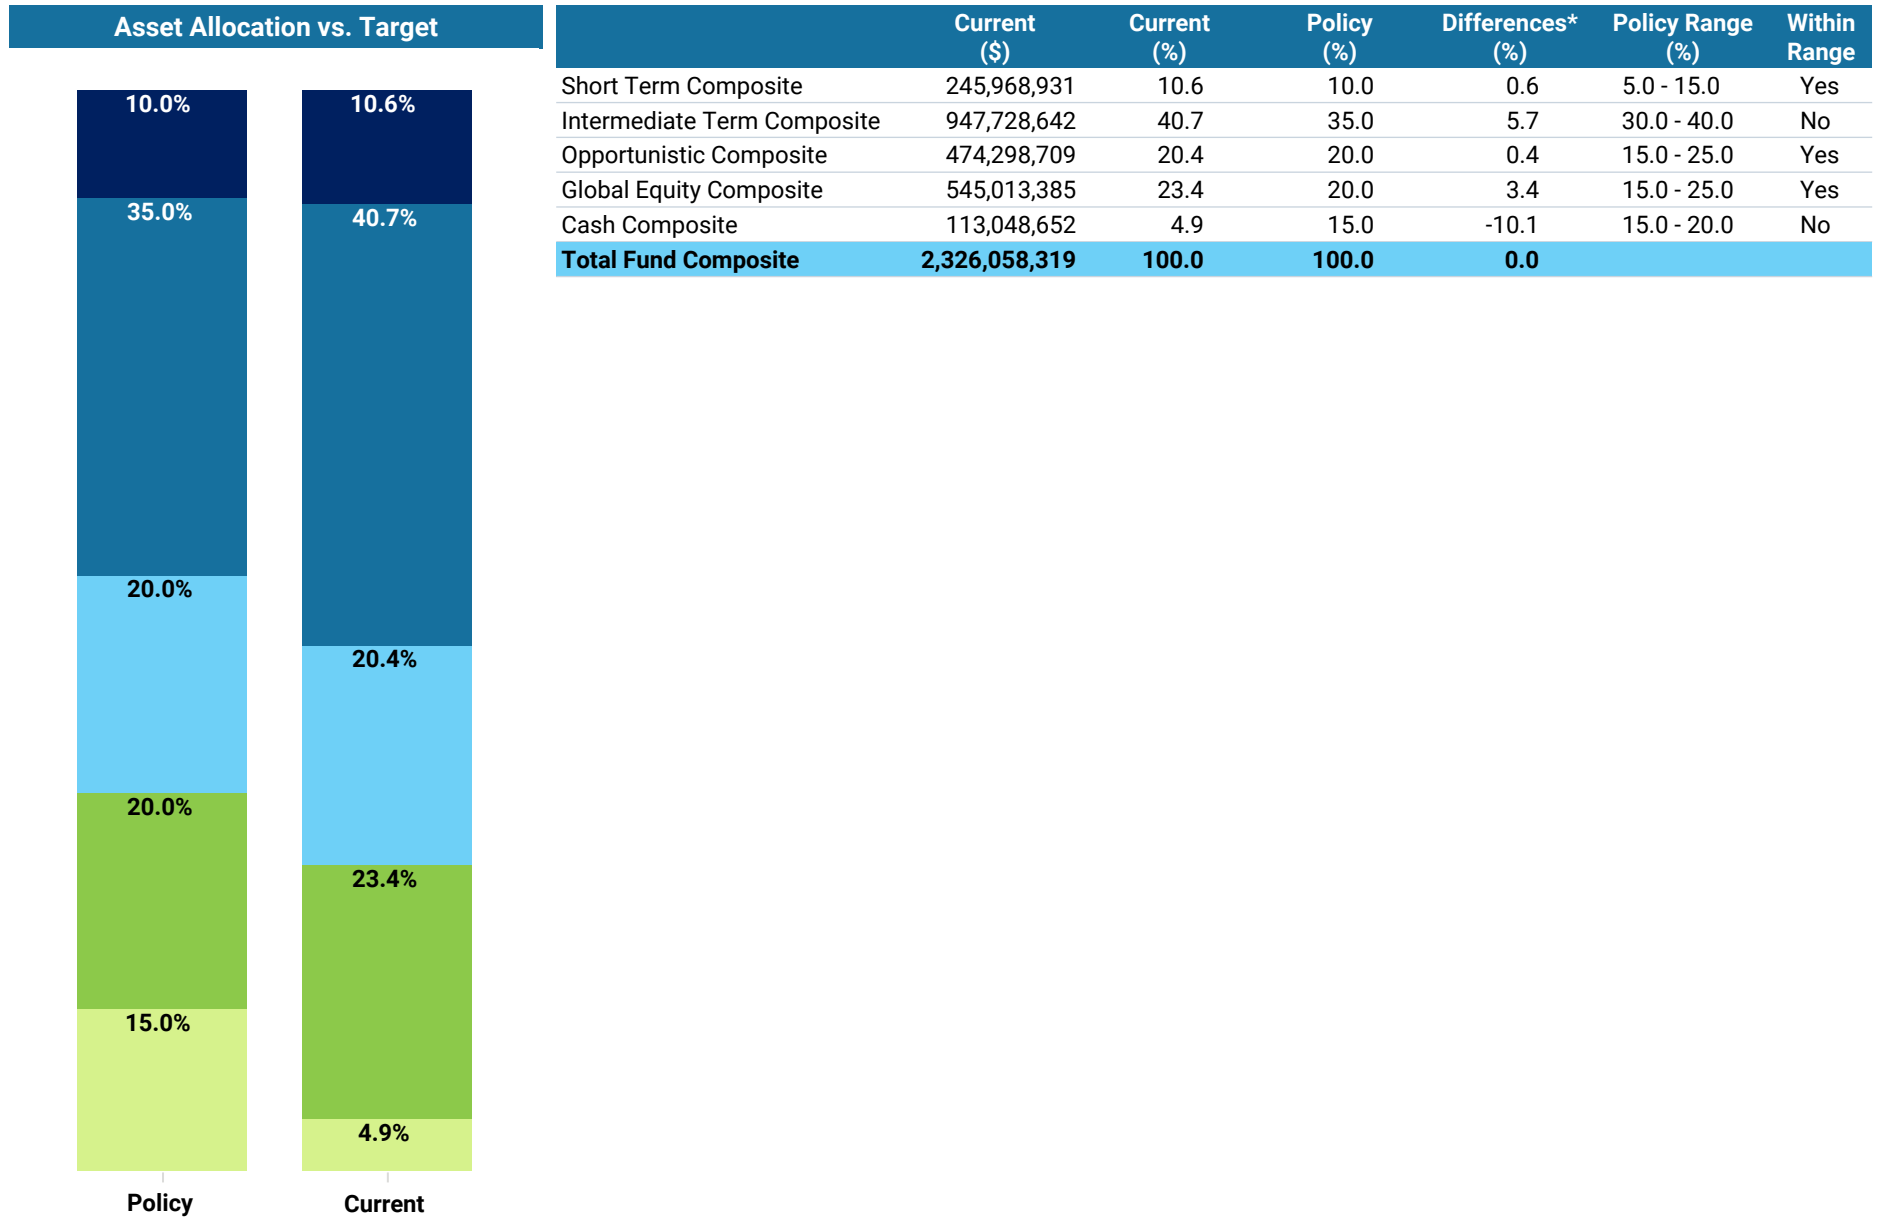 Asset Allocation vs. Target
10.0%
35.0%
20.0%
20.0%
15.0%
Policy
10.6%
40.7%
20.4%
23.4%
4.9%
Current
Current ($) Current (%) Policy (%) Differences* (%) Policy Range (%) Within Range
Short Term Composite 245,968,931 10.6 10.0 0.6 5.0 - 15.0 Yes
Intermediate Term Composite 947,728,642 40.7 35.0 5.7 30.0 - 40.0 No
Opportunistic Composite 474,298,709 20.4 20.0 0.4 15.0 - 25.0 Yes
Global Equity Composite 545,013,385 23.4 20.0 3.4 15.0 - 25.0 Yes
Cash Composite 113,048,652 4.9 15.0 -10.1 15.0 - 20.0 No
Total Fund Composite 2,326,058,319 100.0 100.0 0.0